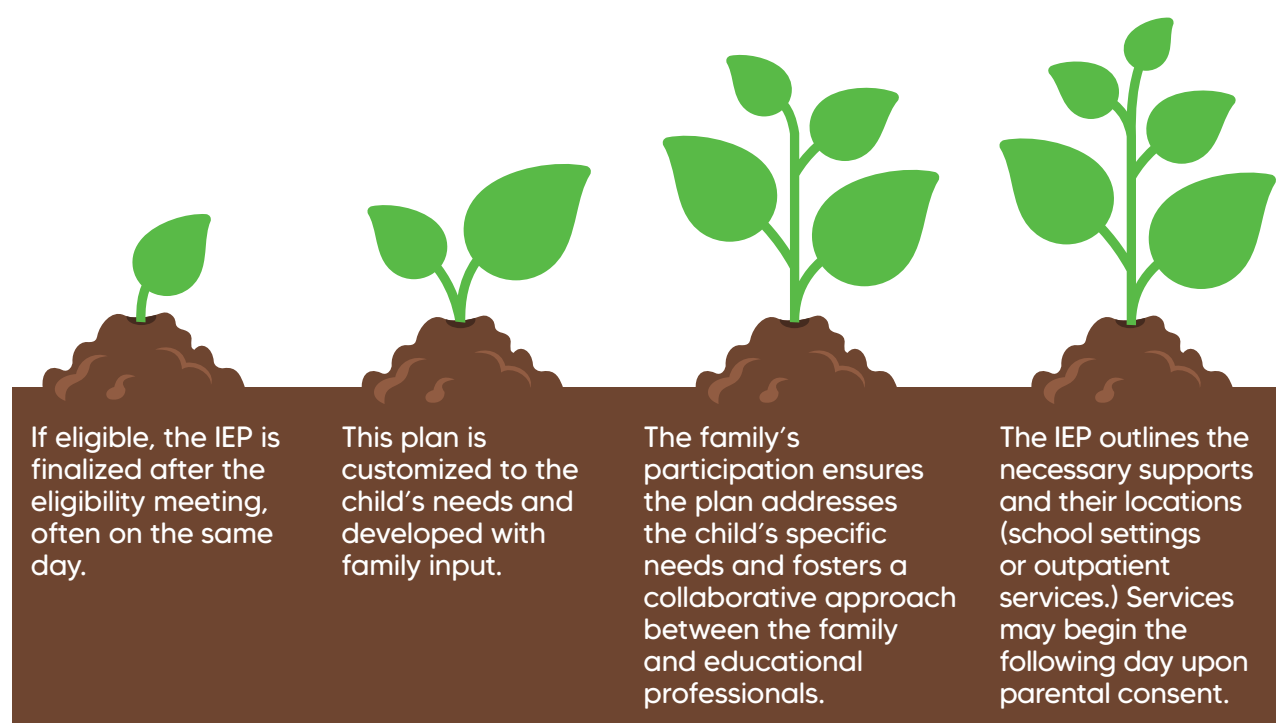 If eligible, the IEP is
finalized after the
eligibility meeting,
often on the same
day.
This plan is
customized to the
child’s needs and
developed with
family input.
The family’s
participation ensures
the plan addresses
the child’s specific
needs and fosters a
collaborative approach
between the family
and educational
professionals.
The IEP outlines the
necessary supports
and their locations
(school settings
or outpatient
services.) Services
may begin the
following day upon
parental consent.